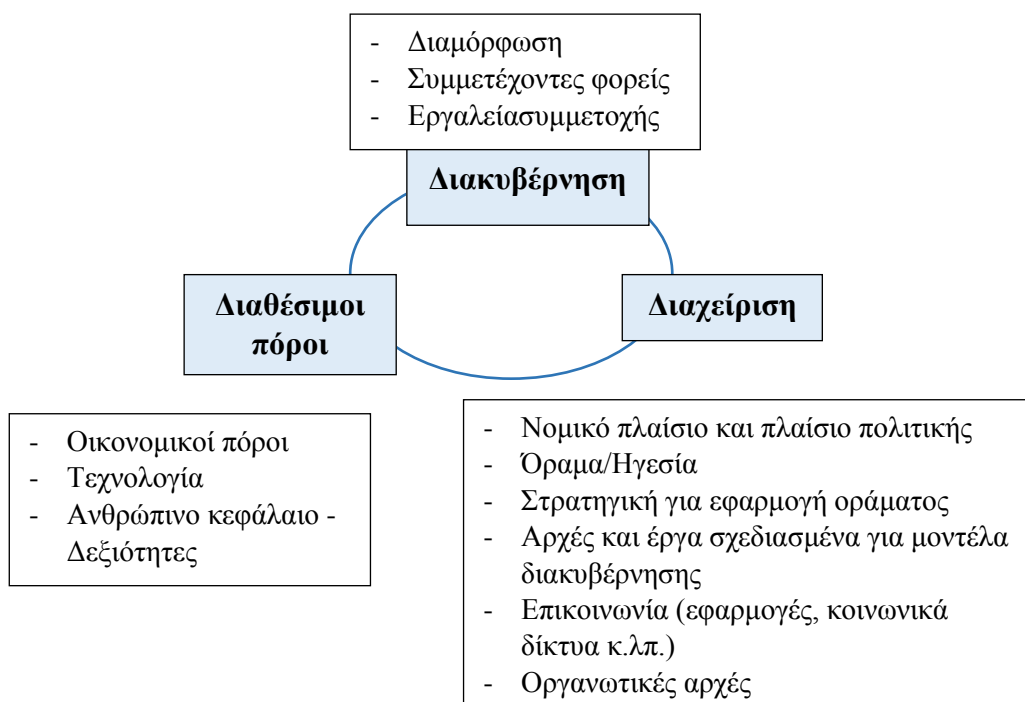 - Διαμόρφωση
- Συμμετέχοντες φορείς
- Εργαλείασυμμετοχής
Διακυβέρνηση
Διαθέσιμοι
πόροι
Διαχείριση
- Οικονομικοί πόροι
- Τεχνολογία
- Ανθρώπινο κεφάλαιο -
Δεξιότητες
- Νομικό πλαίσιο και πλαίσιο πολιτικής
- Όραμα/Ηγεσία
- Στρατηγική για εφαρμογή οράματος
- Αρχές και έργα σχεδιασμένα για μοντέλα
διακυβέρνησης
- Επικοινωνία (εφαρμογές, κοινωνικά
δίκτυα κ.λπ.)
- Οργανωτικές αρχές